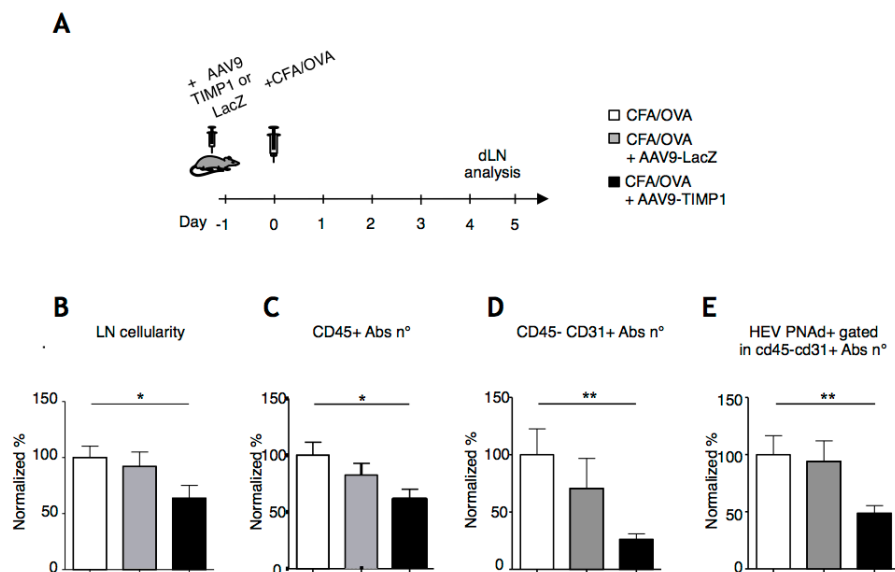 A
+ AAV9
TIMP1 or
LacZ
+CFA/OVA
CFA/OVA
CFA/OVA
+ AAV9-LacZ
CFA/OVA
+ AAV9-TIMP1
dLN
analysis
Day -1 0 1 2 3 4 5
B
LN cellularity
Normalized %
150
100
50
0
*
C
CD45+ Abs n°
Normalized %
150
100
50
0
*
D
CD45- CD31+ Abs n°
Normalized %
150
100
50
0
**
E
HEV PNAd+ gated
in cd45-cd31+ Abs n°
Normalized %
150
100
50
0
**